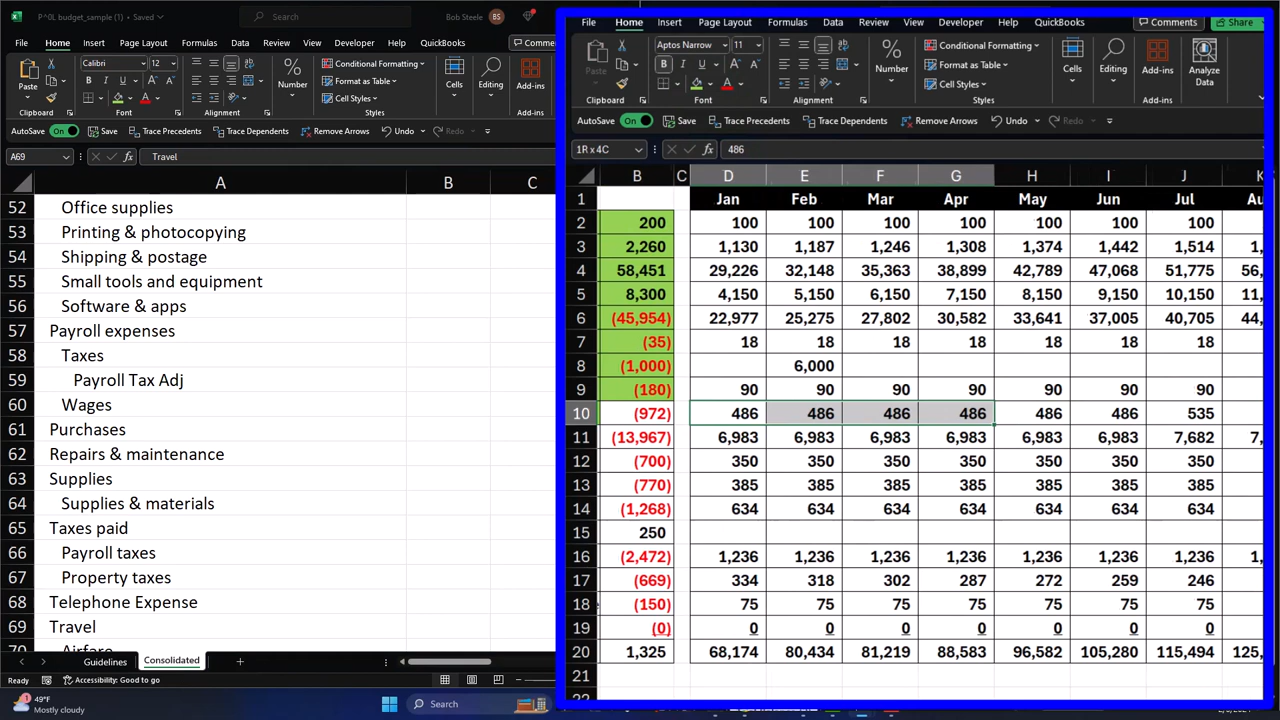 P^0L budget_sample (1) • Saved
Search
Bob Steele BS
File Home Insert Page Layout Formulas Data Review View Developer Help QuickBooks Comme
Paste Calibri 12 Number Conditional Formatting Format as Table Cell Styles Cells Editing Add-ins
Clipboard Font Alignment Styles Add-ins
AutoSave On Save Trace Precedents Trace Dependents Remove Arrows Undo Redo
A69 fx Travel
A B C
52 Office supplies
53 Printing & photocopying
54 Shipping & postage
55 Small tools and equipment
56 Software & apps
57 Payroll expenses
58 Taxes
59 Payroll Tax Adj
60 Wages
61 Purchases
62 Repairs & maintenance
63 Supplies
64 Supplies & materials
65 Taxes paid
66 Payroll taxes
67 Property taxes
68 Telephone Expense
69 Travel
70 Airfare
Guidelines Consolidated
Ready Accessibility: Good to go
49°F
Mostly cloudy
Search
File Home Insert Page Layout Formulas Data Review View Developer Help QuickBooks Comments Share
Paste Aptos Narrow 11 Number Conditional Formatting Format as Table Cell Styles Cells Editing Add-ins Analyze Data
Clipboard Font Alignment Styles Add-ins
AutoSave On Save Trace Precedents Trace Dependents Remove Arrows Undo Redo
1R x 4C fx 486
B C D E F G H I J K
1 Jan Feb Mar Apr May Jun Jul Au
2 200 100 100 100 100 100 100 100
3 2,260 1,130 1,187 1,246 1,308 1,374 1,442 1,514 1,
4 58,451 29,226 32,148 35,363 38,899 42,789 47,068 51,775 56,
5 8,300 4,150 5,150 6,150 7,150 8,150 9,150 10,150 11,
6 (45,954) 22,977 25,275 27,802 30,582 33,641 37,005 40,705 44,
7 (35) 18 18 18 18 18 18 18
8 (1,000) 6,000
9 (180) 90 90 90 90 90 90 90
10 (972) 486 486 486 486 486 486 535
11 (13,967) 6,983 6,983 6,983 6,983 6,983 6,983 7,682 7,
12 (700) 350 350 350 350 350 350 350
13 (770) 385 385 385 385 385 385 385
14 (1,268) 634 634 634 634 634 634 634
15 250
16 (2,472) 1,236 1,236 1,236 1,236 1,236 1,236 1,236 1,
17 (669) 334 318 302 287 272 259 246
18 (150) 75 75 75 75 75 75 75
19 (0) 0 0 0 0 0 0 0
20 1,325 68,174 80,434 81,219 88,583 96,582 105,280 115,494 125,
21